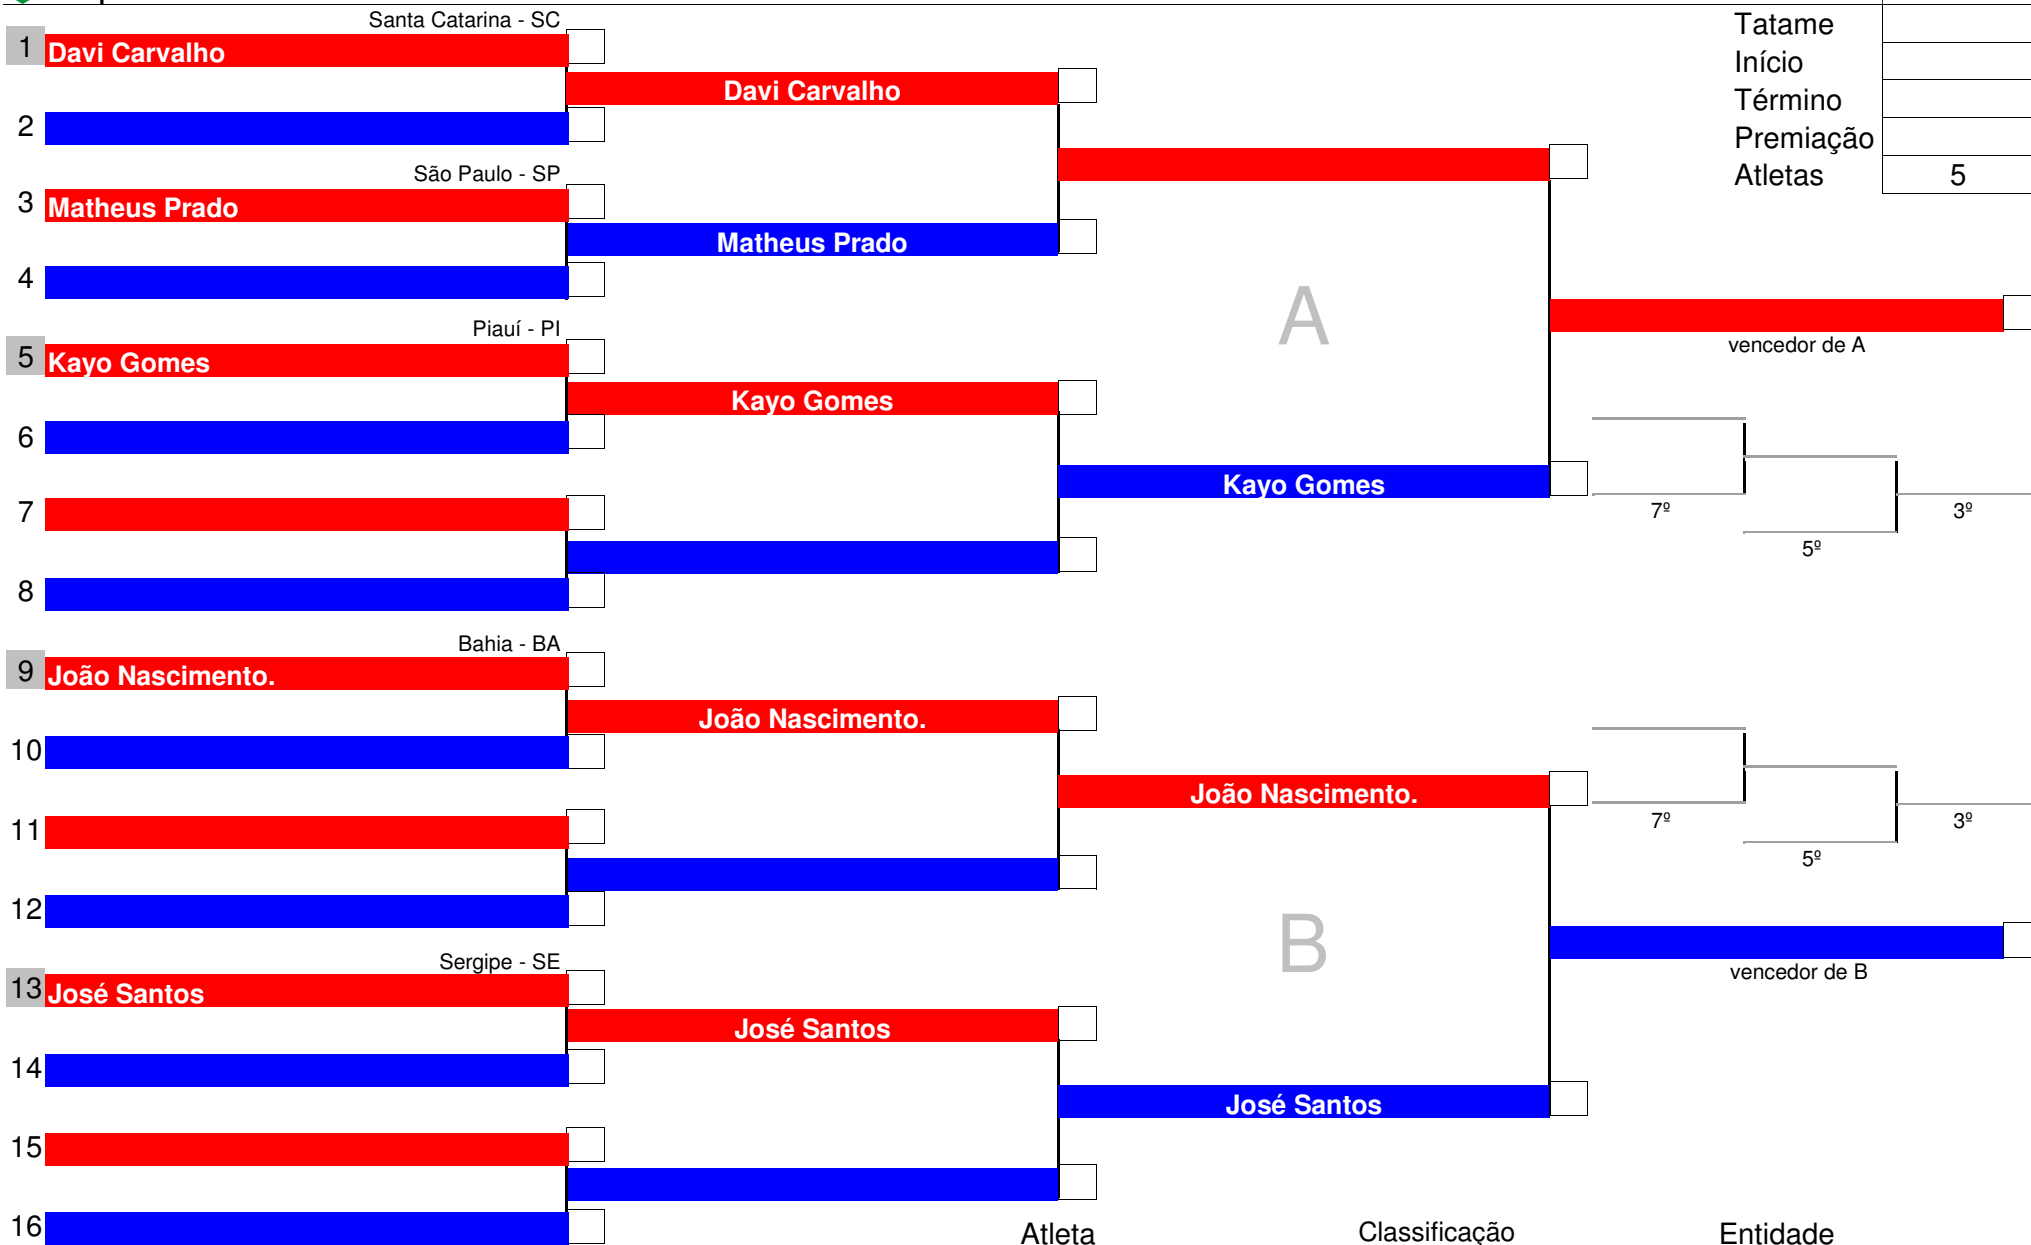 Santa Catarina - SC
1 Davi Carvalho
Davi Carvalho
2
São Paulo - SP
3 Matheus Prado
Matheus Prado
4
Piauí - PI
5 Kayo Gomes
Kayo Gomes
6
Kayo Gomes
7
8
A
Bahia - BA
9 João Nascimento.
João Nascimento.
10
João Nascimento.
11
12
B
Sergipe - SE
13 José Santos
José Santos
14
José Santos
15
16
Tatame
Início
Término
Premiação
Atletas 5
vencedor de A
7º
3º
5º
7º
3º
5º
vencedor de B
Atleta Classificação Entidade